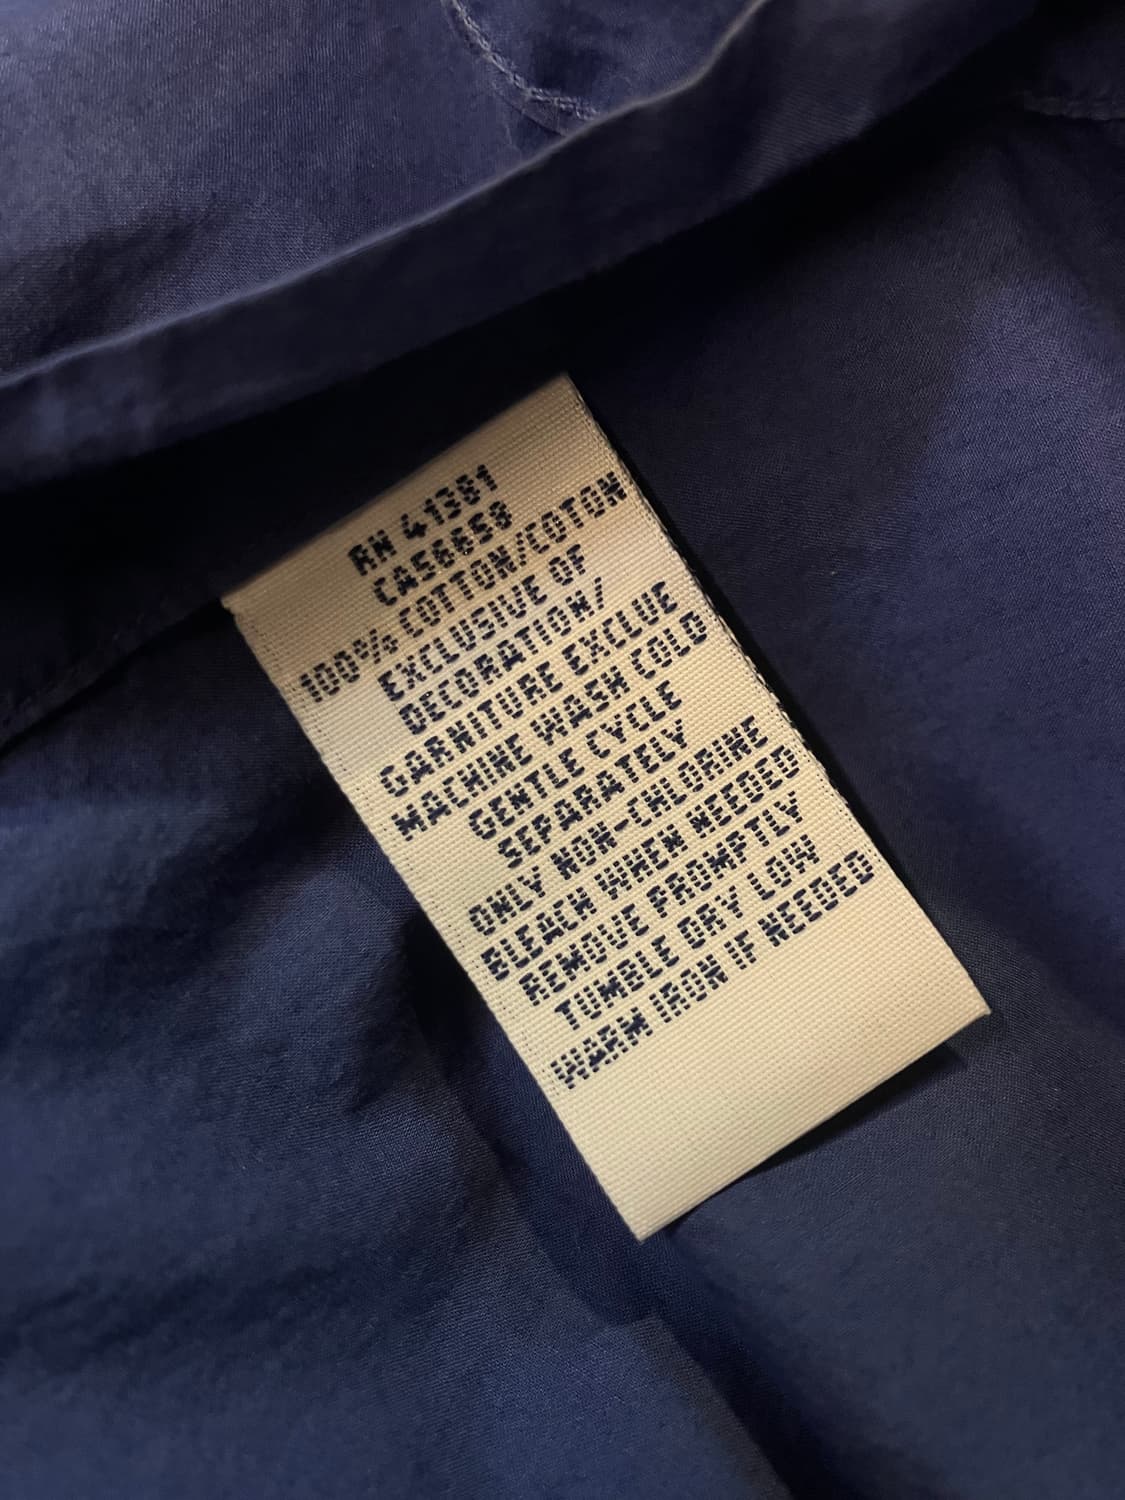 RN 41381
CA56658
100% COTTON/COTON
EXCLUSIVE OF
DECORATION/
GARNITURE EXCLUE
MACHINE WASH COLD
GENTLE CYCLE
SEPARATELY
ONLY NON-CHLORINE
BLEACH WHEN NEEDED
REMOVE PROMPTLY
TUMBLE DRY LOW
WARM IRON IF NEEDED